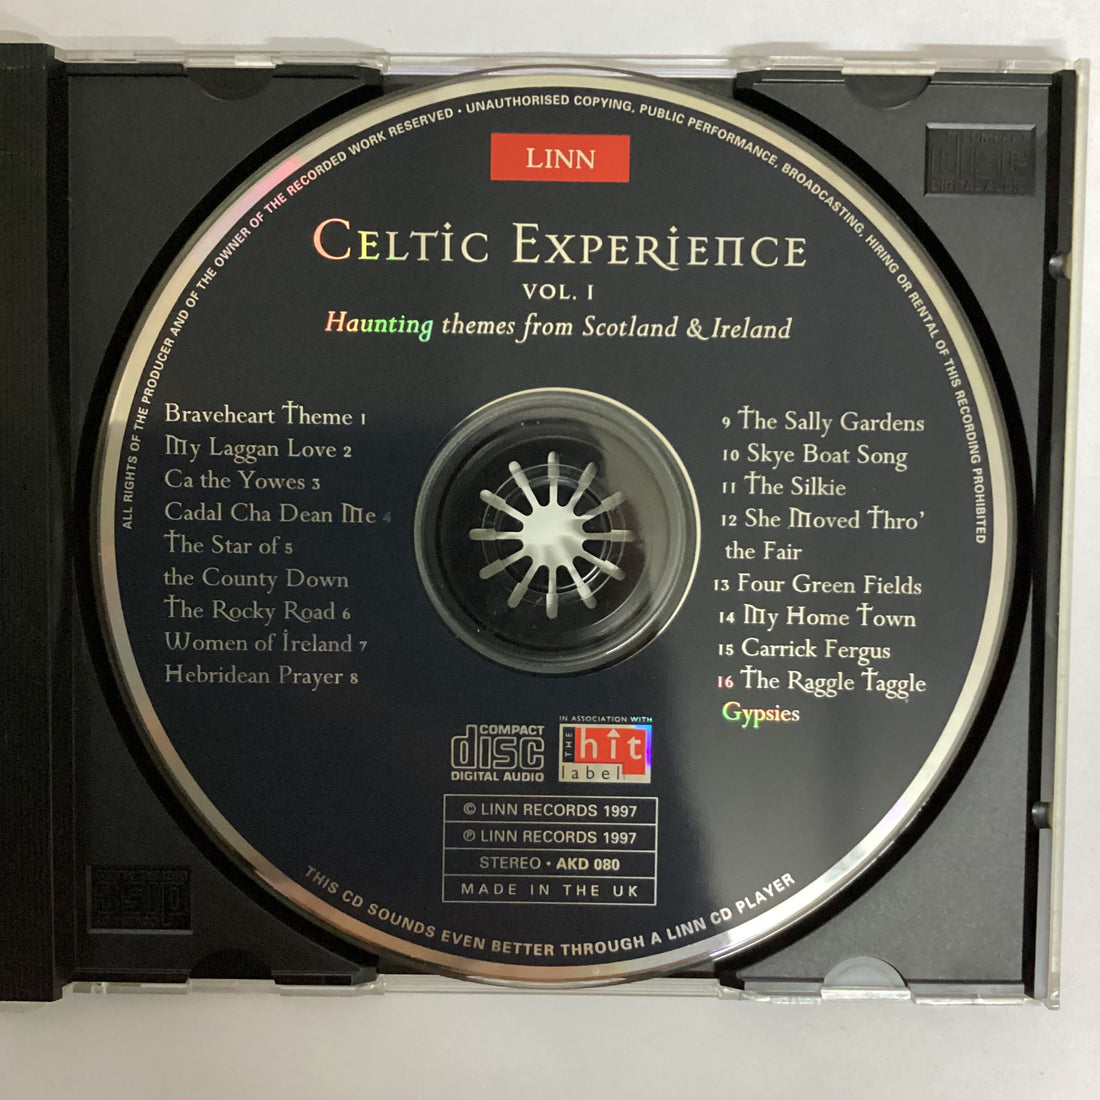 ALL RIGHTS OF THE PRODUCER AND OF THE OWNER OF THE RECORDED WORK RESERVED • UNAUTHORISED COPYING, PUBLIC PERFORMANCE, BROADCASTING, HIRING OR RENTAL OF THIS RECORDING PROHIBITED
LINN
CELTIC EXPERIENCE
VOL. 1
Haunting themes from Scotland & Ireland
Braveheart Theme 1
My Laggan Love 2
Ca the Yowes 3
Cadal Cha Dean Me 4
The Star of 5
the County Down
The Rocky Road 6
Women of Ireland 7
Hebridean Prayer 8
9 The Sally Gardens
10 Skye Boat Song
11 The Silkie
12 She Moved Thro'
the Fair
13 Four Green Fields
14 My Home Town
15 Carrick Fergus
16 The Raggle Taggle
Gypsies
COMPACT
disc
DIGITAL AUDIO
IN ASSOCIATION WITH
THE
hit
label
© LINN RECORDS 1997
℗ LINN RECORDS 1997
STEREO • AKD 080
MADE IN THE UK
THIS CD SOUNDS EVEN BETTER THROUGH A LINN CD PLAYER
DIGITAL AUDIO